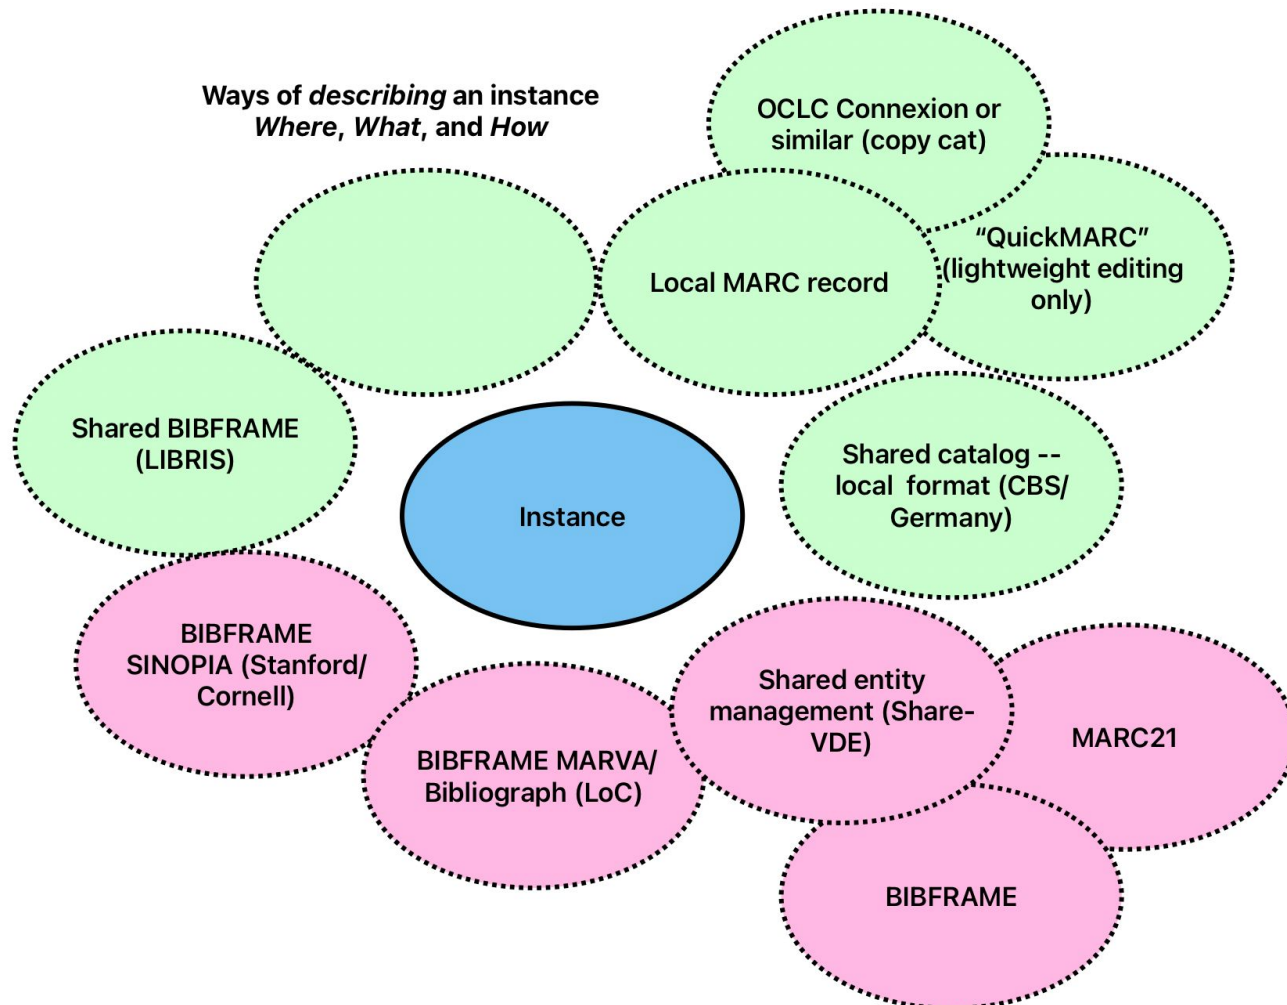 Ways of describing an instance
Where, What, and How
OCLC Connexion or
similar (copy cat)
“QuickMARC”
(lightweight editing
only)
Local MARC record
Shared BIBFRAME
(LIBRIS)
Shared catalog --
local  format (CBS/
Germany)
Instance
BIBFRAME
SINOPIA (Stanford/
Cornell)
BIBFRAME MARVA/
Bibliograph (LoC)
Shared entity
management (Share-
VDE)
MARC21
BIBFRAME